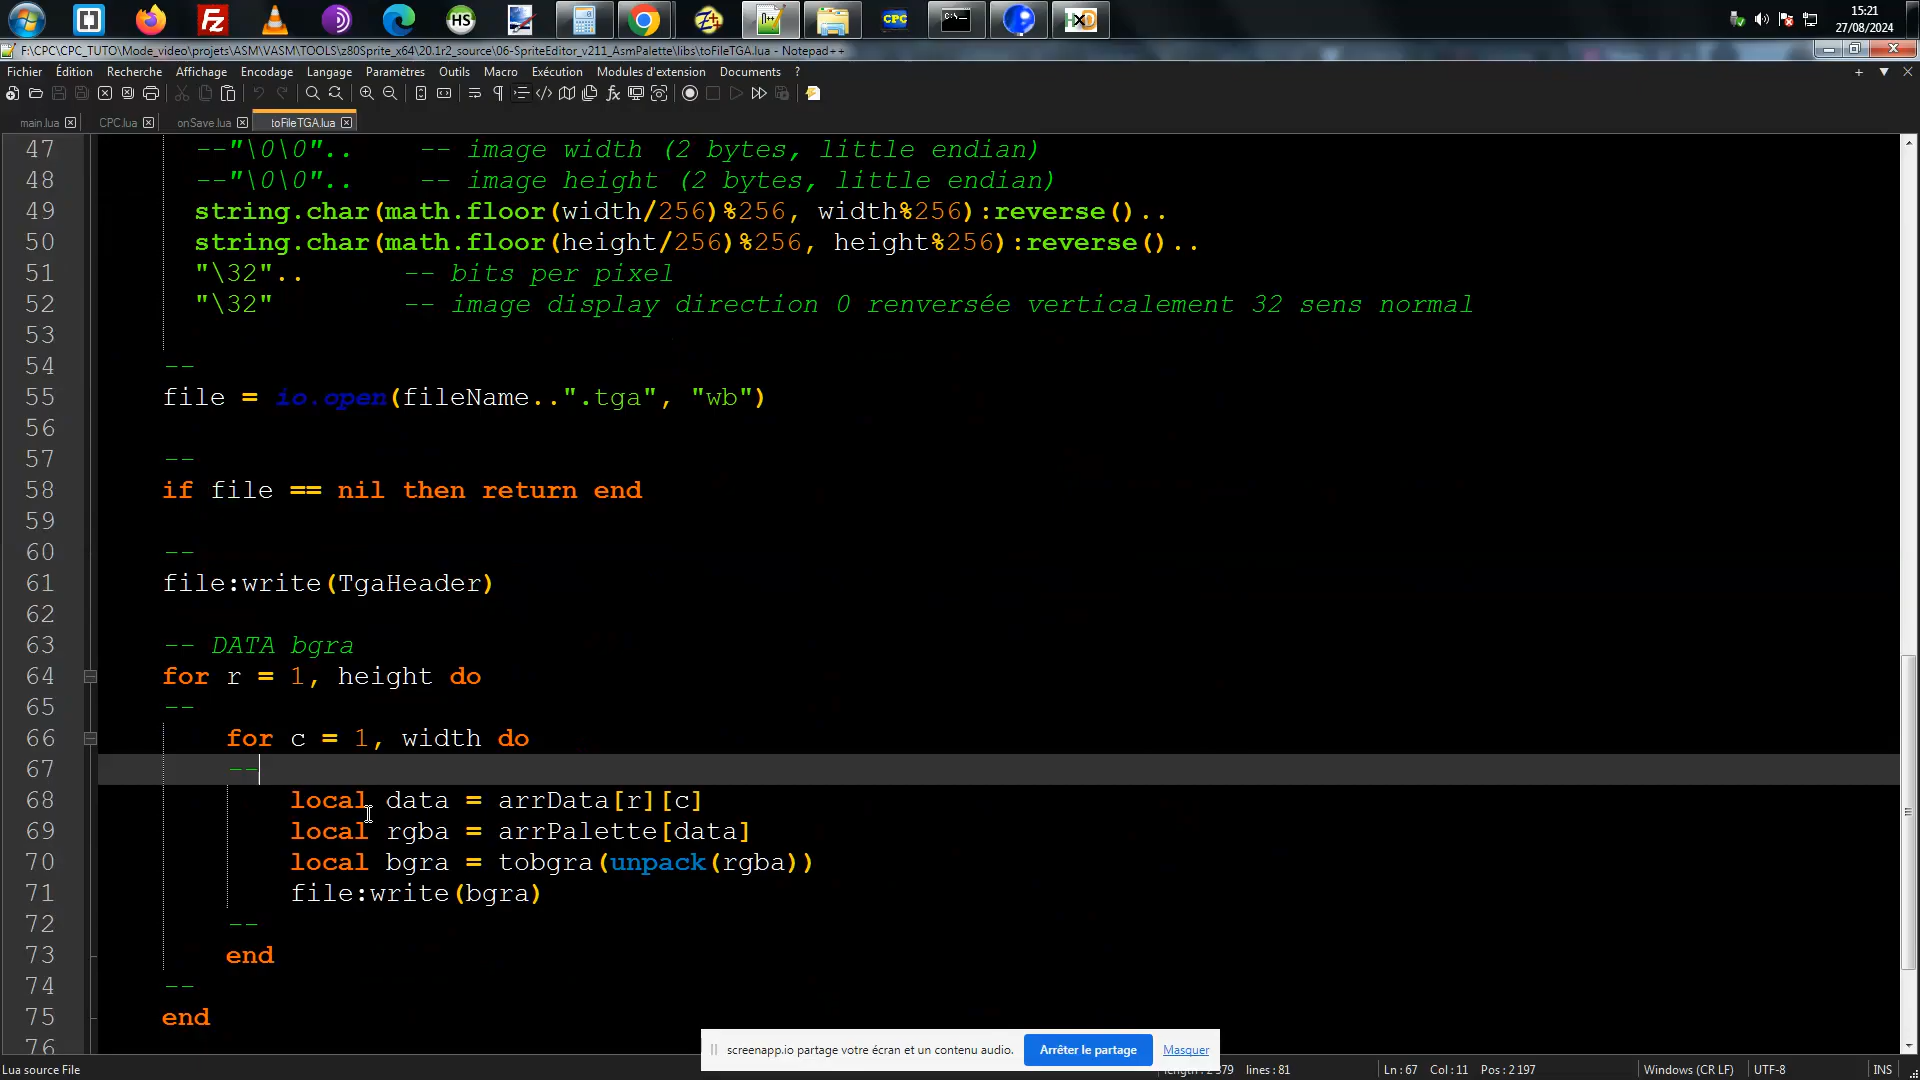 HS
CPC
C:\
XD
15:21
27/08/2024
F:\CPC\CPC_TUTO\Mode_video\projets\ASM\VASM\TOOLS\z80Sprite_x64\20.1r2_source\06-SpriteEditor_v211_AsmPalette\libs\toFileTGA.lua - Notepad++
Fichier Édition Recherche Affichage Encodage Langage Paramètres Outils Macro Exécution Modules d'extension Documents ?
main.lua CPC.lua onSave.lua toFileTGA.lua
47 --"\0\0".. -- image width (2 bytes, little endian)
48 --"\0\0".. -- image height (2 bytes, little endian)
49 string.char(math.floor(width/256)%256, width%256):reverse()..
50 string.char(math.floor(height/256)%256, height%256):reverse()..
51 "\32".. -- bits per pixel
52 "\32" -- image display direction 0 renversée verticalement 32 sens normal
53
54 --
55 file = io.open(fileName..".tga", "wb")
56
57 --
58 if file == nil then return end
59
60 --
61 file:write(TgaHeader)
62
63 -- DATA bgra
64 for r = 1, height do
65 --
66 for c = 1, width do
67 --
68 local data = arrData[r][c]
69 local rgba = arrPalette[data]
70 local bgra = tobgra(unpack(rgba))
71 file:write(bgra)
72 --
73 end
74 --
75 end
76
screenapp.io partage votre écran et un contenu audio. Arrêter le partage Masquer
Lua source File lines: 81 Ln: 67 Col: 11 Pos: 2 197 Windows (CR LF) UTF-8 INS